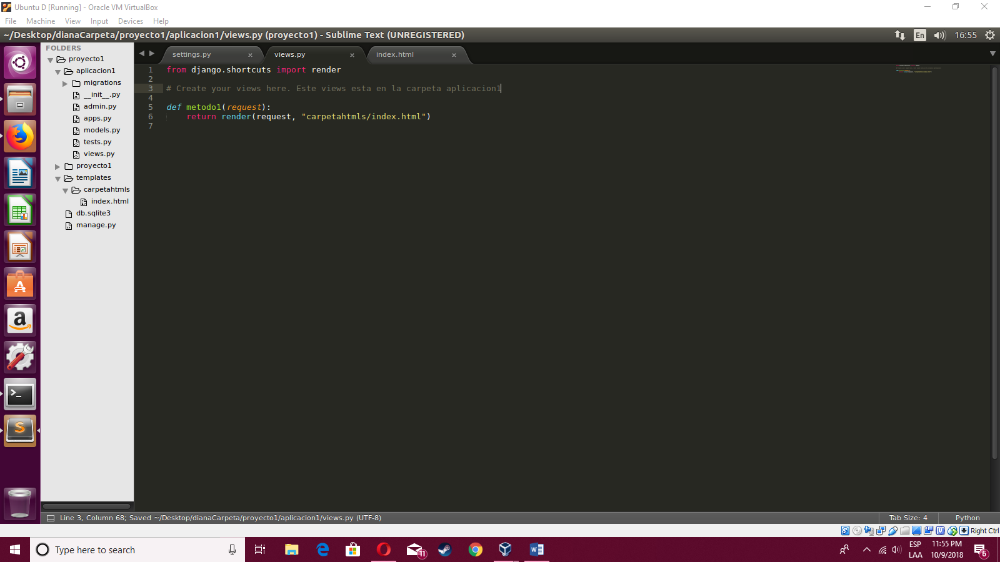 Ubuntu D [Running] - Oracle VM VirtualBox
File Machine View Input Devices Help
~/Desktop/dianaCarpeta/proyecto1/aplicacion1/views.py (proyecto1) - Sublime Text (UNREGISTERED)
En
16:55
FOLDERS
proyecto1
aplicacion1
migrations
__init__.py
admin.py
apps.py
models.py
tests.py
views.py
proyecto1
templates
carpetahtmls
index.html
db.sqlite3
manage.py
settings.py × views.py × index.html ×
1 from django.shortcuts import render
2
3 # Create your views here. Este views esta en la carpeta aplicacion1
4
5 def metodo1(request):
6     return render(request, "carpetahtmls/index.html")
7
Line 3, Column 68; Saved ~/Desktop/dianaCarpeta/proyecto1/aplicacion1/views.py (UTF-8)
Tab Size: 4
Python
Right Ctrl
Type here to search
11
ESP
LAA
11:55 PM
10/9/2018
6